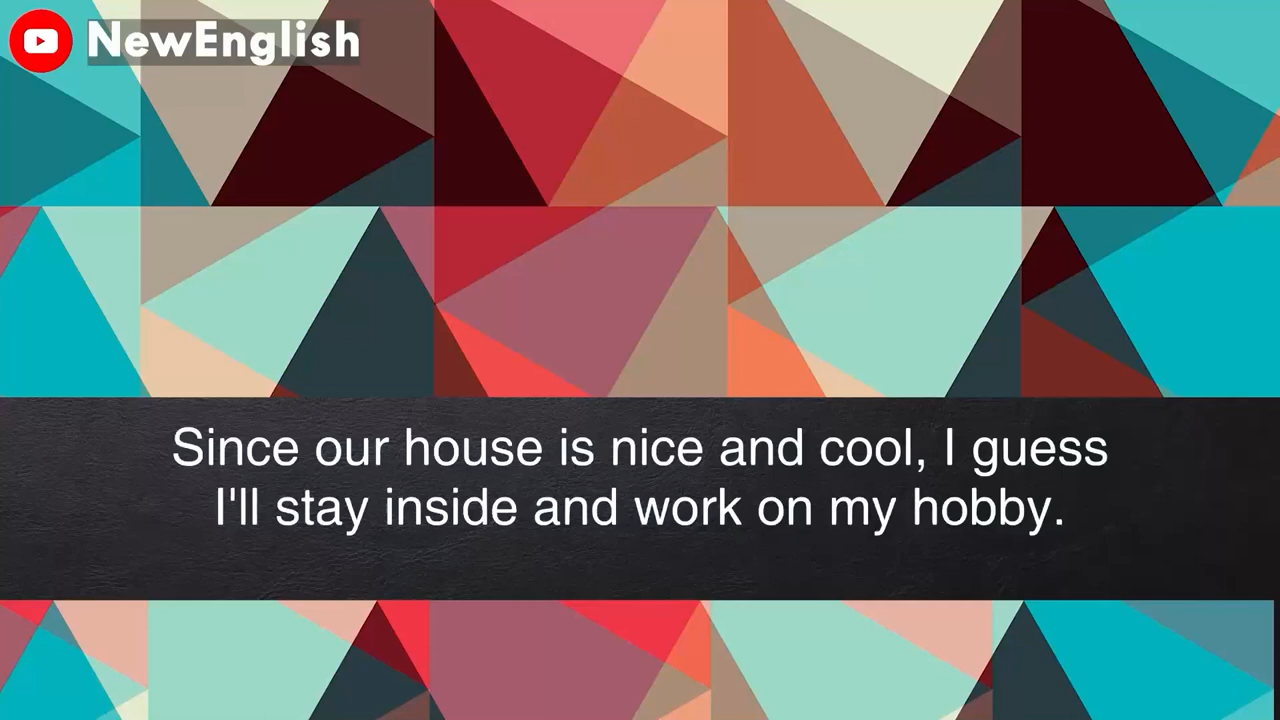 NewEnglish
Since our house is nice and cool, I guess
I'll stay inside and work on my hobby.